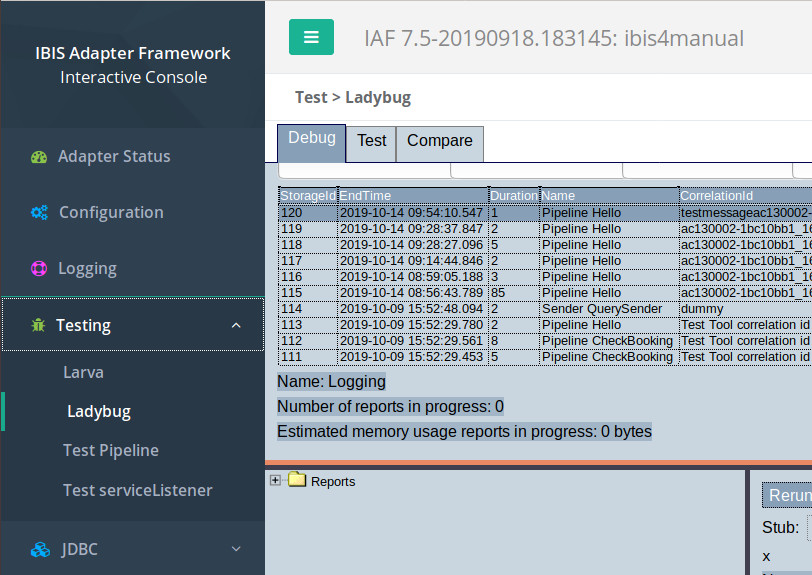 IBIS Adapter Framework
Interactive Console
Adapter Status
Configuration
Logging
Testing
Larva
Ladybug
Test Pipeline
Test serviceListener
JDBC
IAF 7.5-20190918.183145: ibis4manual
Test > Ladybug
Debug Test Compare
StorageId EndTime Duration Name CorrelationId
120 2019-10-14 09:54:10.547 1 Pipeline Hello testmessageac130002-
119 2019-10-14 09:28:37.847 2 Pipeline Hello ac130002-1bc10bb1_16
118 2019-10-14 09:28:27.096 5 Pipeline Hello ac130002-1bc10bb1_16
117 2019-10-14 09:14:44.846 2 Pipeline Hello ac130002-1bc10bb1_16
116 2019-10-14 08:59:05.188 3 Pipeline Hello ac130002-1bc10bb1_16
115 2019-10-14 08:56:43.789 85 Pipeline Hello ac130002-1bc10bb1_16
114 2019-10-09 15:52:48.094 2 Sender QuerySender dummy
113 2019-10-09 15:52:29.780 2 Pipeline Hello Test Tool correlation id
112 2019-10-09 15:52:29.561 8 Pipeline CheckBooking Test Tool correlation id
111 2019-10-09 15:52:29.453 5 Pipeline CheckBooking Test Tool correlation id
Name: Logging
Number of reports in progress: 0
Estimated memory usage reports in progress: 0 bytes
Reports
Rerun
Stub:
x